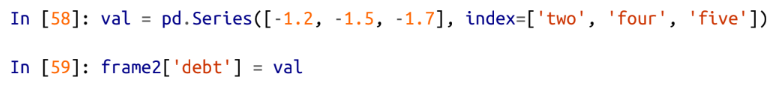 In [58]: val = pd.Series([-1.2, -1.5, -1.7], index=['two', 'four', 'five'])
In [59]: frame2['debt'] = val